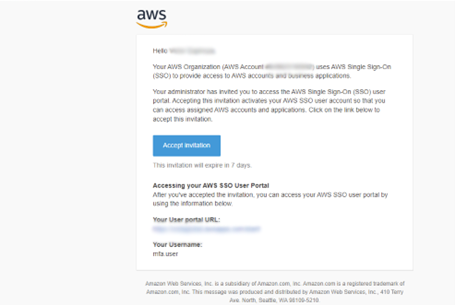 aws
Hello
Your AWS Organization (AWS Account # uses AWS Single Sign-On
(SSO) to provide access to AWS accounts and business applications.
Your administrator has invited you to access the AWS Single Sign-On (SSO) user
portal. Accepting this invitation activates your AWS SSO user account so that you
can access assigned AWS accounts and applications. Click on the link below to
accept this invitation.
Accept invitation
This invitation will expire in 7 days.
Accessing your AWS SSO User Portal
After you've accepted the invitation, you can access your AWS SSO user portal by
using the information below.
Your User portal URL:
Your Username:
mfa user
Amazon Web Services, Inc. is a subsidiary of Amazon.com, Inc. Amazon.com is a registered trademark of
Amazon.com, Inc. This message was produced and distributed by Amazon Web Services, Inc., 410 Terry
Ave. North, Seattle, WA 98109-5210